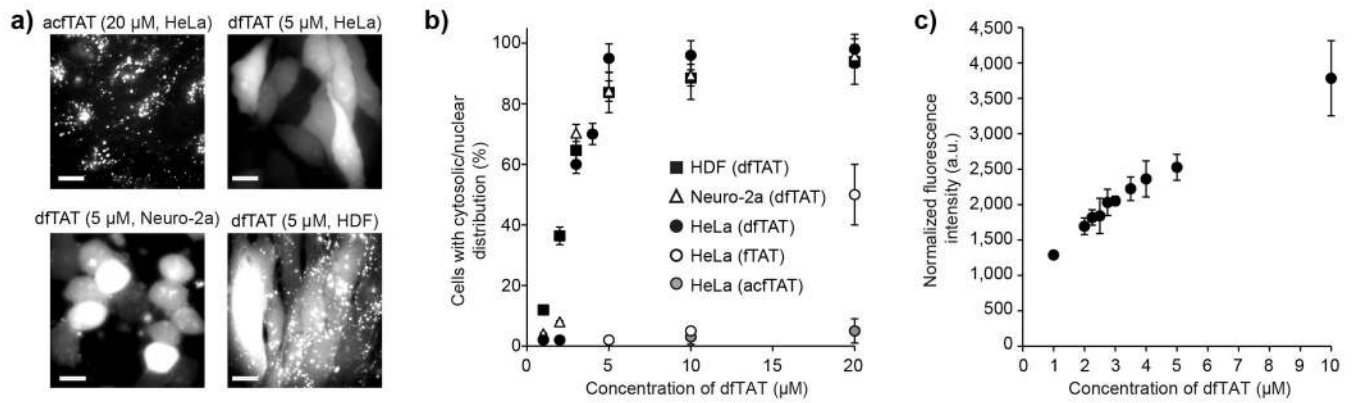 a)
acfTAT (20 µM, HeLa)
dfTAT (5 µM, HeLa)
dfTAT (5 µM, Neuro-2a)
dfTAT (5 µM, HDF)
b)
Cells with cytosolic/nuclear
distribution (%)
100
80
60
40
20
0
5
10
15
20
Concentration of dfTAT (µM)
HDF (dfTAT)
Neuro-2a (dfTAT)
HeLa (dfTAT)
HeLa (fTAT)
HeLa (acfTAT)
c)
Normalized fluorescence
intensity (a.u.)
4,500
4,000
3,500
3,000
2,500
2,000
1,500
1,000
500
0
0 1 2 3 4 5 6 7 8 9 10
Concentration of dfTAT (µM)